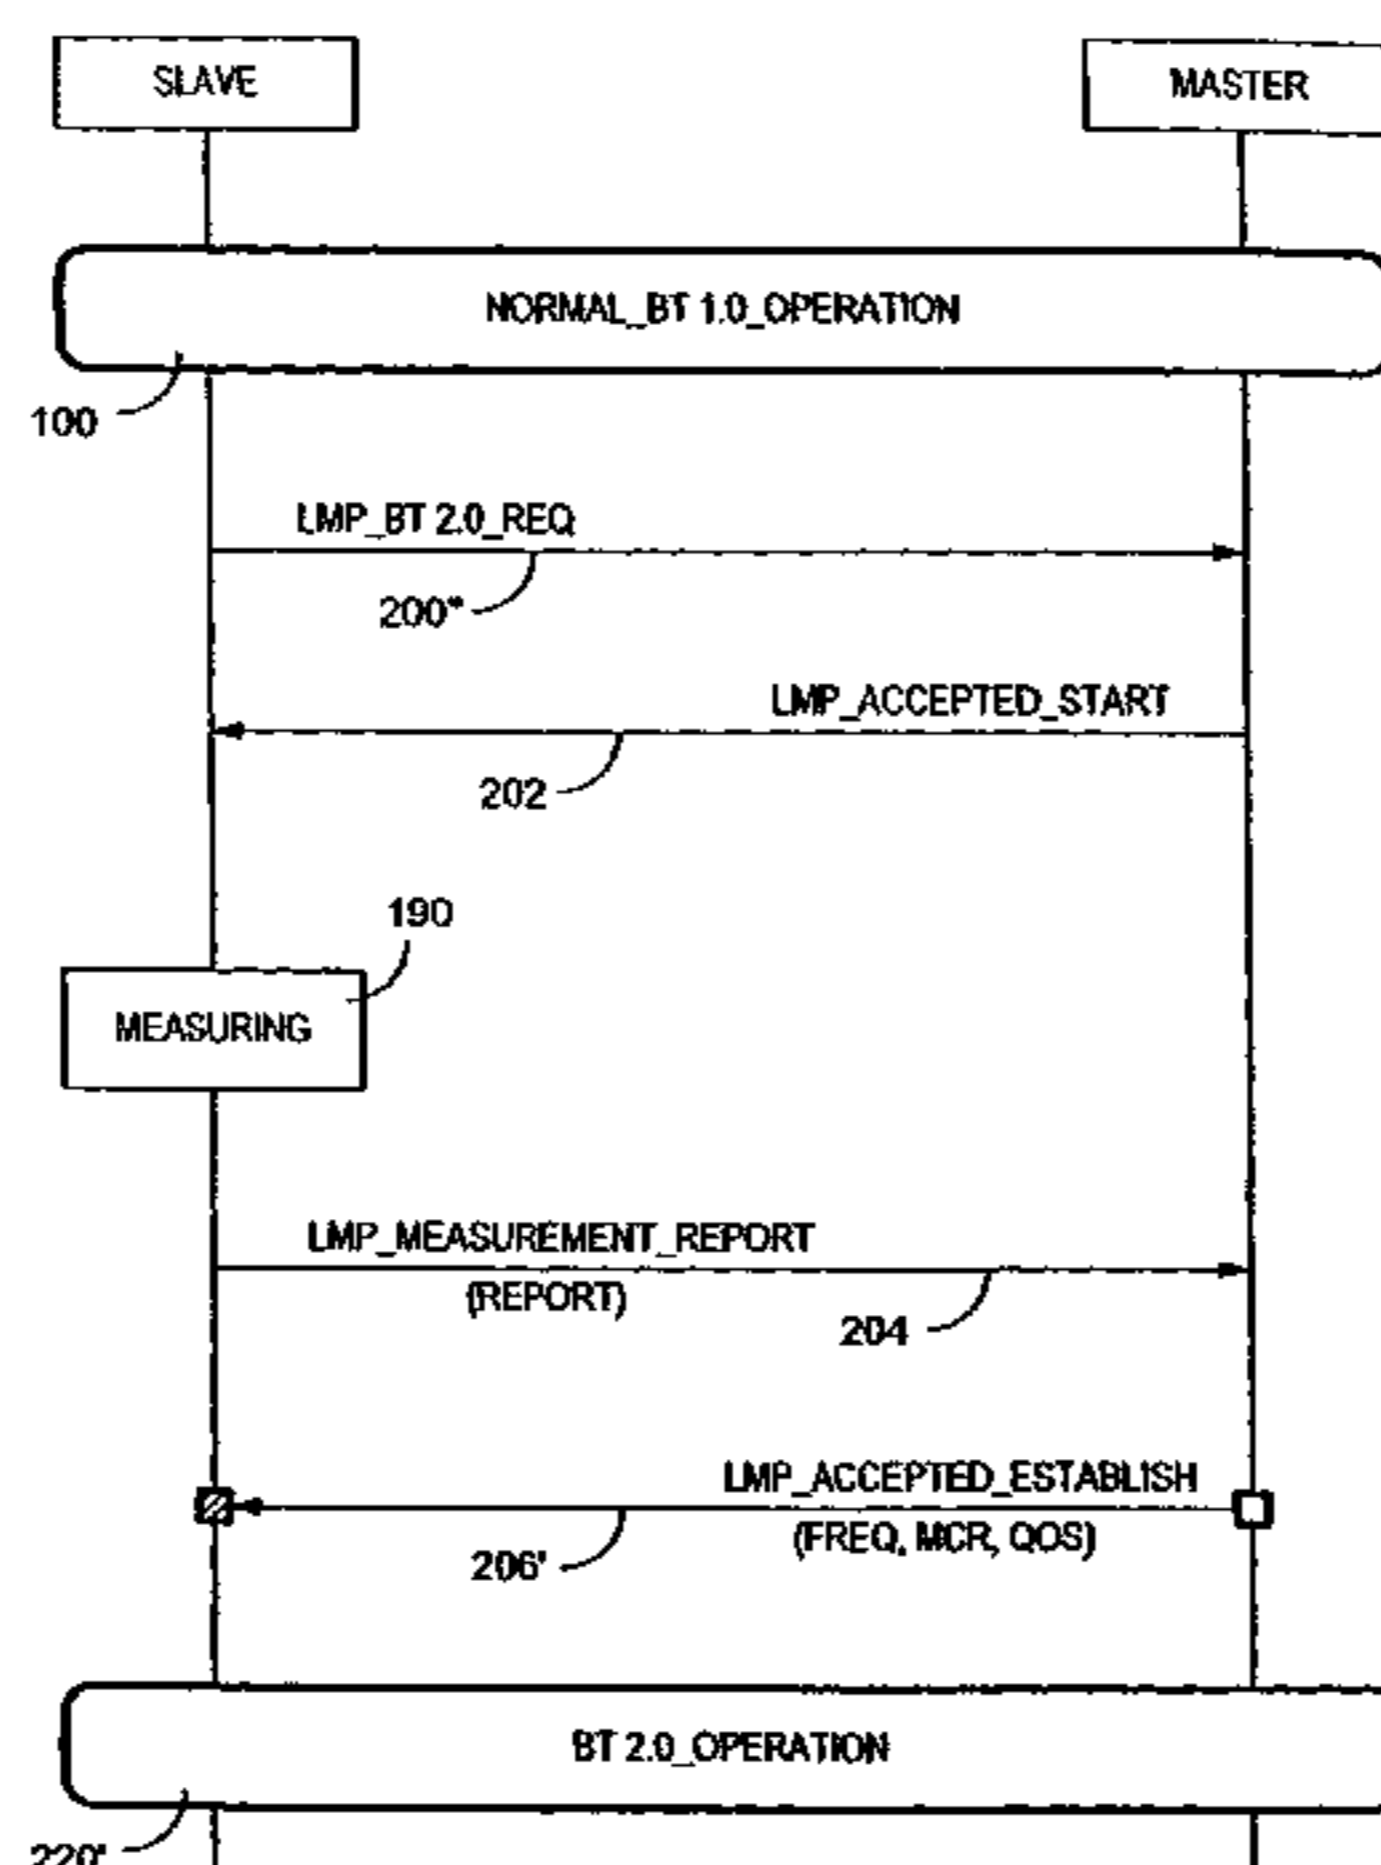 SLAVE
MASTER
NORMAL_BT 1.0_OPERATION
100
LMP_BT 2.0_REQ
200"
LMP_ACCEPTED_START
202
190
MEASURING
LMP_MEASUREMENT_REPORT
(REPORT)
204
LMP_ACCEPTED_ESTABLISH
(FREQ, MCR, QOS)
206'
BT 2.0_OPERATION
220'